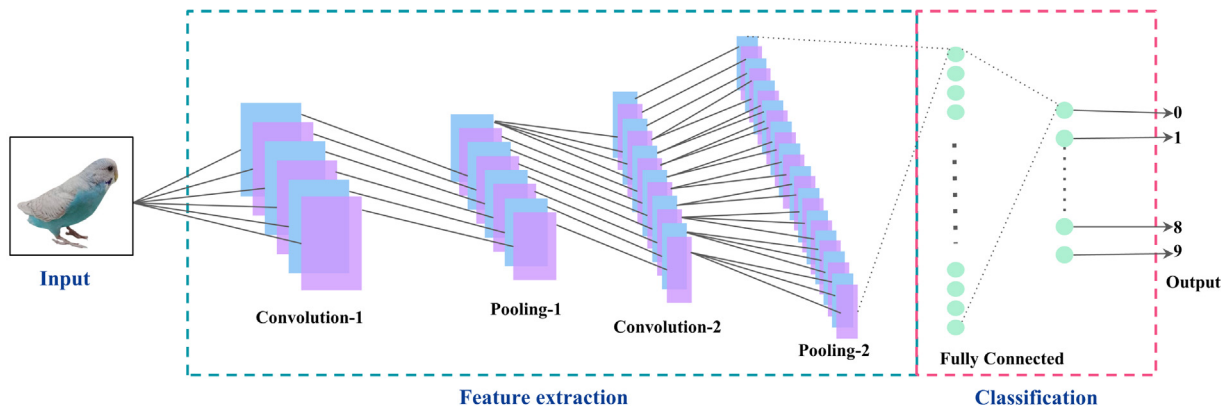 Input
Convolution-1
Pooling-1
Convolution-2
Pooling-2
Feature extraction
Fully Connected
0
1
8
9
Output
Classification